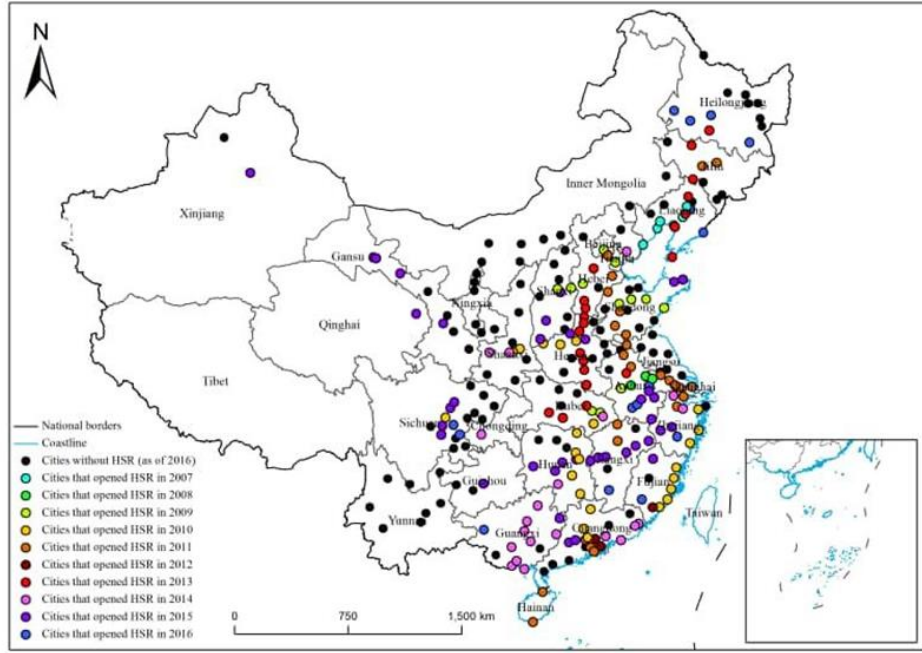 N
Heilongjiang
Jilin
Inner Mongolia
Liaoning
Xinjiang
Beijing
Gansu
Hebei
Shanxi
Ningxia
Shandong
Qinghai
Shaanxi
Henan
Jiangsu
Tibet
Anhui
Shanghai
Hubei
Sichuan
Chongqing
Zhejiang
Hunan
Jiangxi
Guizhou
Fujian
Yunnan
Guangxi
Guangdong
Taiwan
Hainan
National borders
Coastline
Cities without HSR (as of 2016)
Cities that opened HSR in 2007
Cities that opened HSR in 2008
Cities that opened HSR in 2009
Cities that opened HSR in 2010
Cities that opened HSR in 2011
Cities that opened HSR in 2012
Cities that opened HSR in 2013
Cities that opened HSR in 2014
Cities that opened HSR in 2015
Cities that opened HSR in 2016
0 750 1,500 km